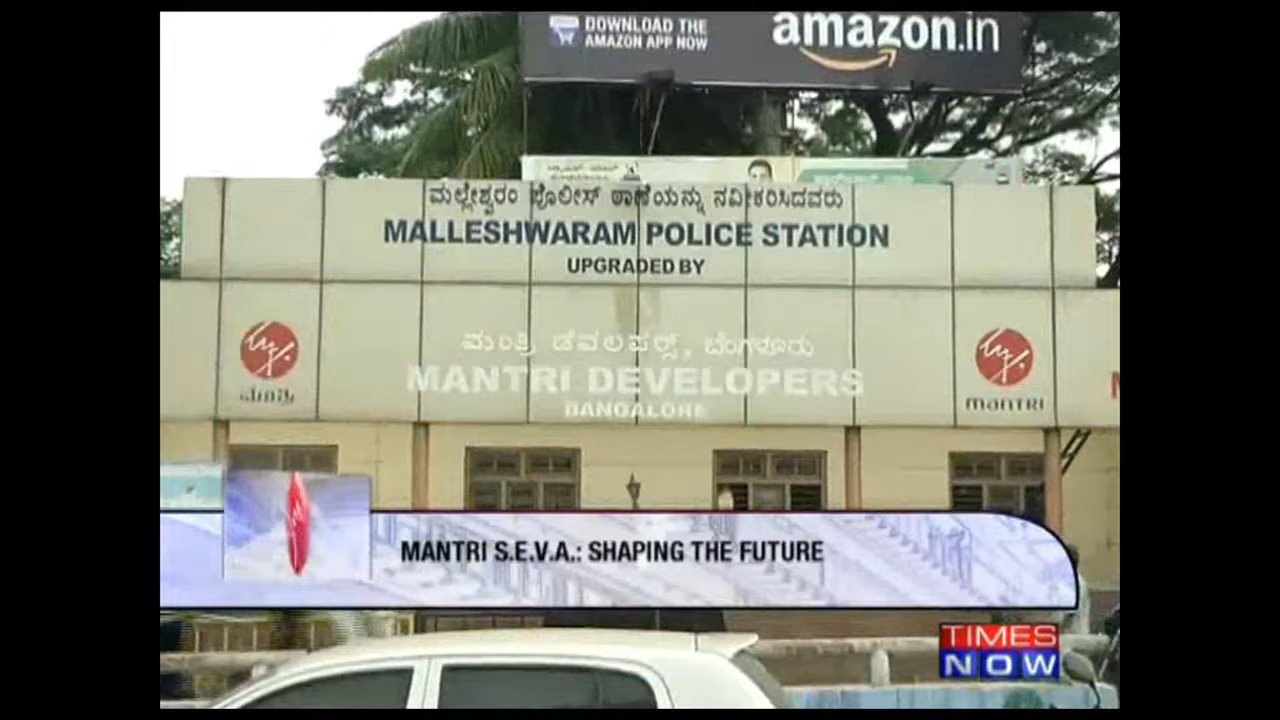 DOWNLOAD THE
AMAZON APP NOW
amazon.in
ಮಲ್ಲೇಶ್ವರಂ ಪೊಲೀಸ್ ಠಾಣೆಯನ್ನು ನವೀಕರಿಸಿದವರು
MALLESHWARAM POLICE STATION
UPGRADED BY
ಮಂತ್ರಿ ಡೆವಲಪರ್ಸ್, ಬೆಂಗಳೂರು
MANTRI DEVELOPERS
BANGALORE
ಮಂತ್ರಿ
manTRI
MANTRI S.E.V.A.: SHAPING THE FUTURE
TIMES
NOW